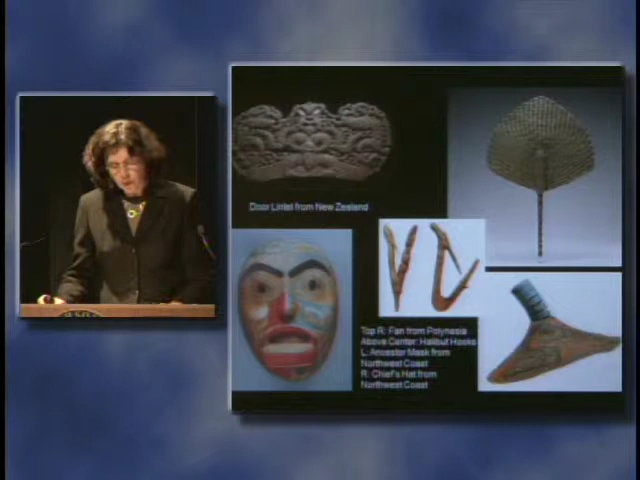 Door Lintel from New Zealand
Top R: Fan from Polynesia
Above Center: Halibut Hooks
L: Ancestor Mask from
Northwest Coast
R: Chief's Hat from
Northwest Coast